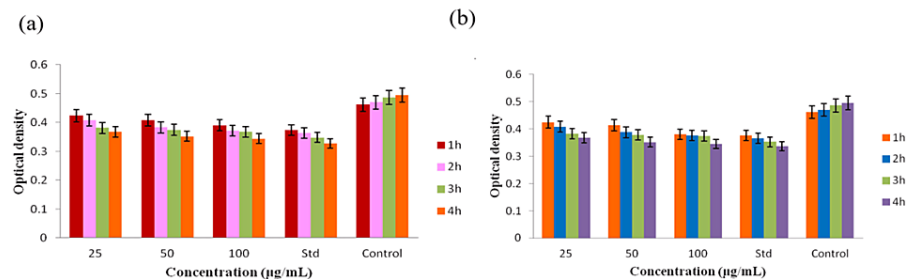 (a)
0.6
0.5
0.4
0.3
0.2
0.1
0
Optical density
25 50 100 Std Control
Concentration (µg/mL)
1h
2h
3h
4h
(b)
0.6
0.5
0.4
0.3
0.2
0.1
0
Optical density
25 50 100 Std Control
Concentration (µg/mL)
1h
2h
3h
4h